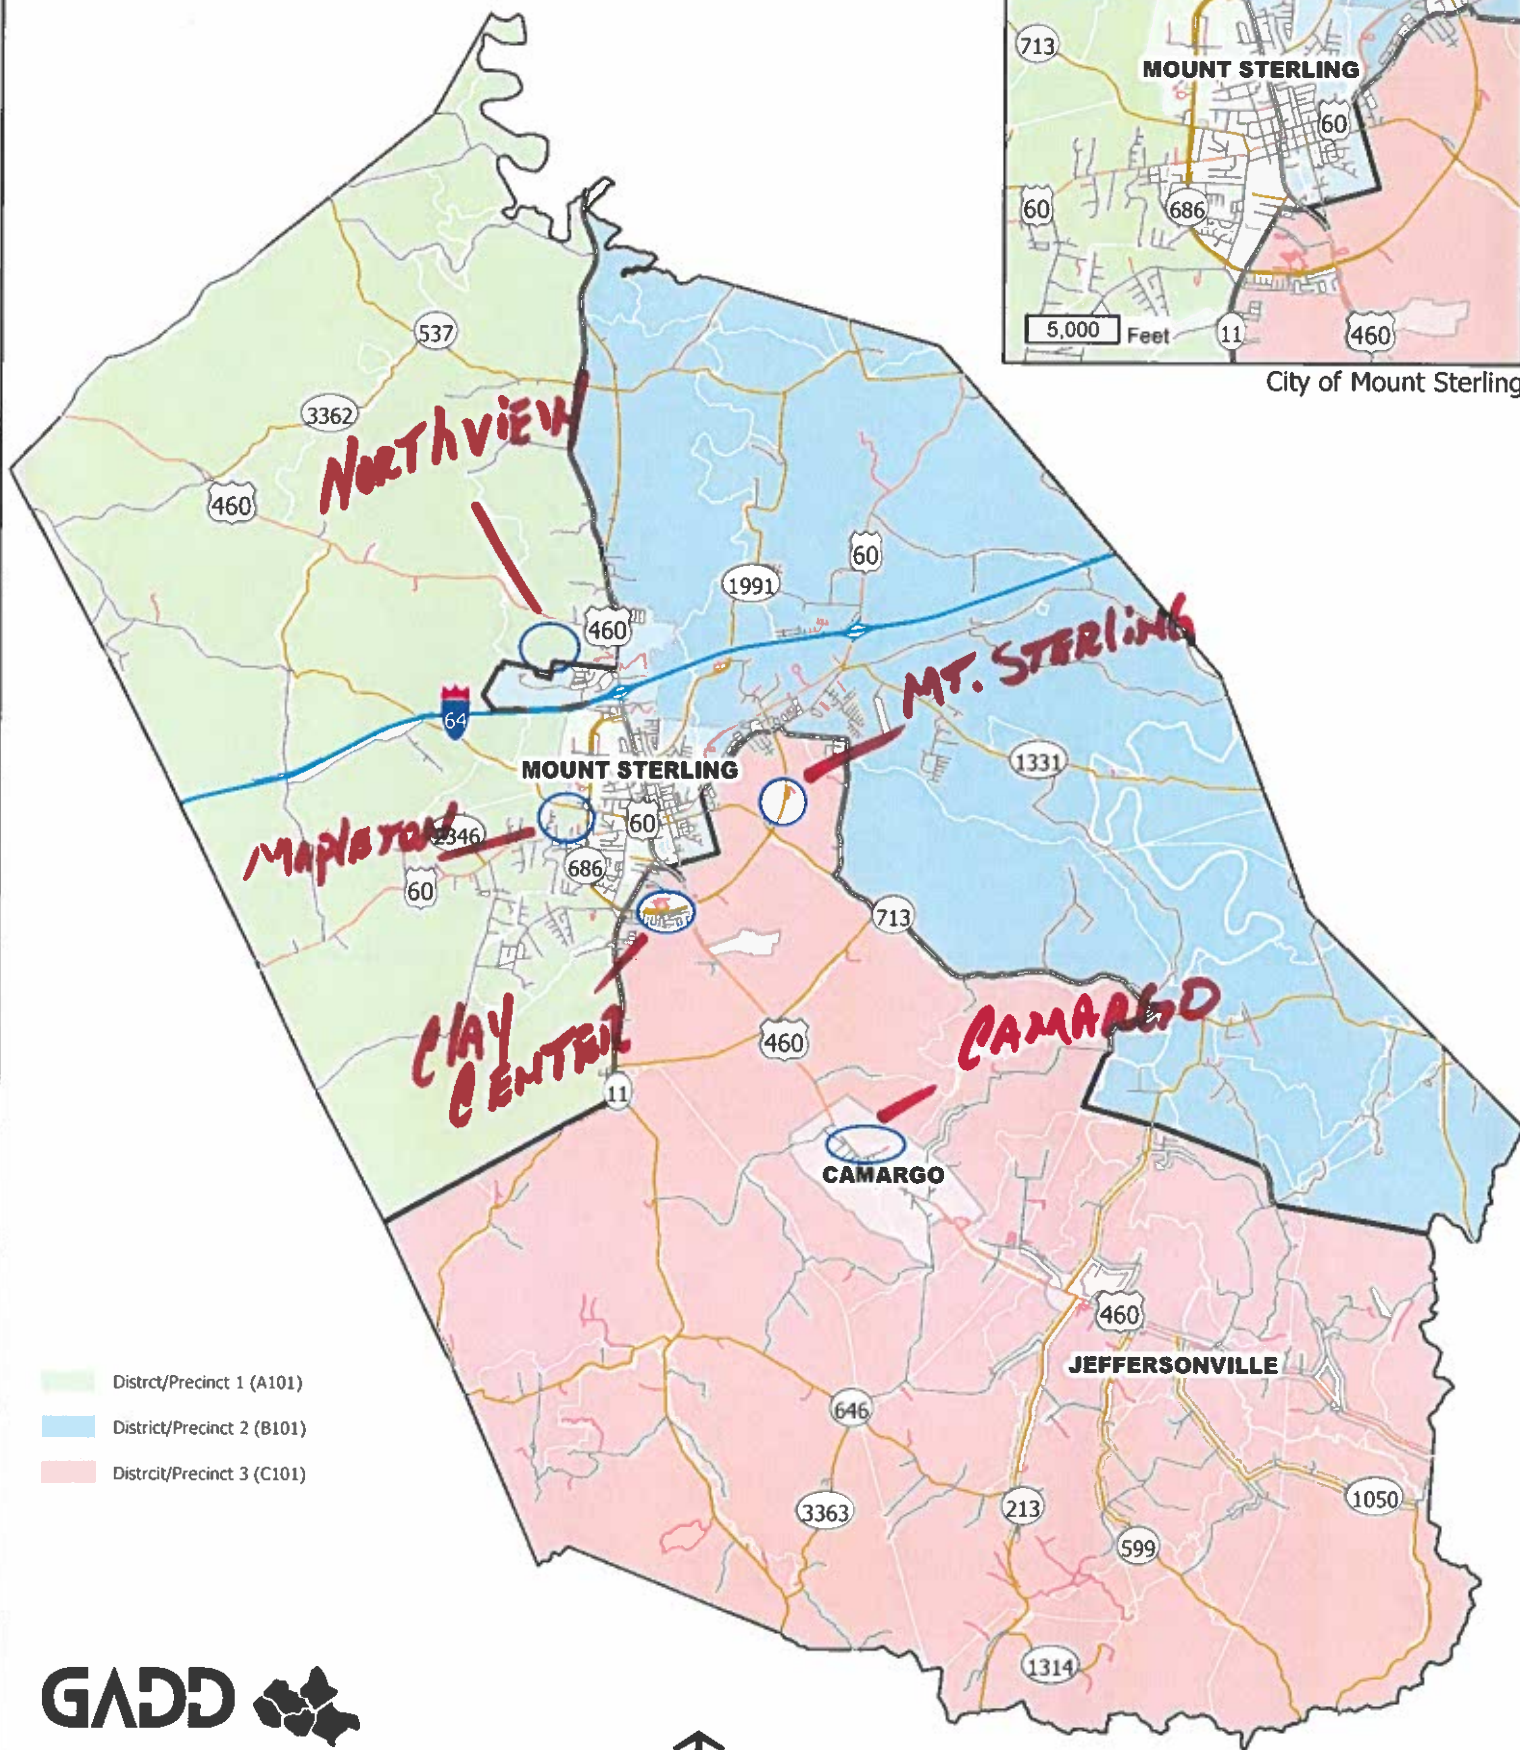 713
MOUNT STERLING
60
60
686
5,000 Feet
11
460
City of Mount Sterling
537
3362
NORThViEW
460
60
1991
460
MT. STERLiNG
64
1331
MOUNT STERLING
MAplETON
2346
60
686
60
713
ClAY
CENTER
460
CAMARGO
11
CAMARGO
460
JEFFERSONVILLE
Distrct/Precinct 1 (A101)
District/Precinct 2 (B101)
Distrcit/Precinct 3 (C101)
646
3363
213
1050
599
1314
GADD